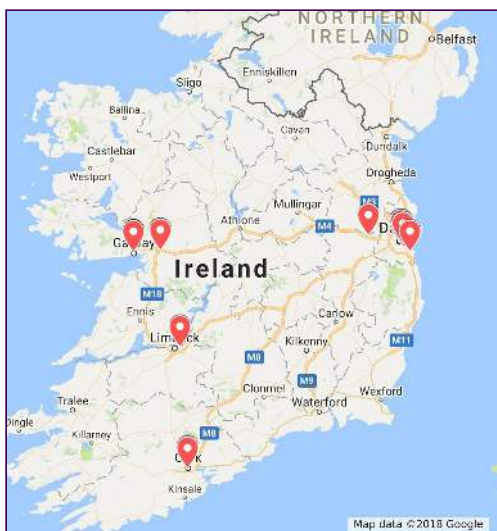 NORTHERN
IRELAND
Belfast
Sligo
Enniskillen
Ballina
Cavan
Dundalk
Castlebar
Westport
Drogheda
M3
Mullingar
Athlone
M4
Ireland
M18
Ennis
Carlow
M11
Kilkenny
M8
Clonmel
M9
Wexford
Tralee
Waterford
Dingle
Killarney
M8
Kinsale
Map data ©2018 Google